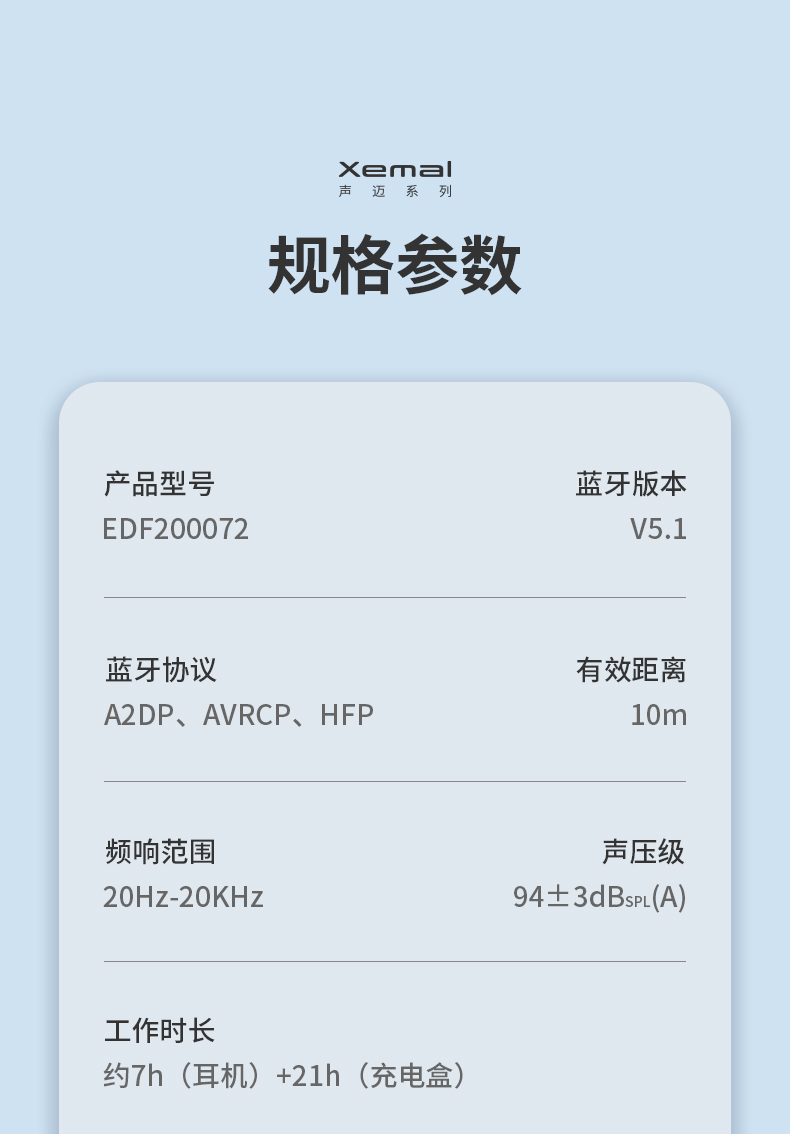 Xemal
声迈系列
规格参数
产品型号 蓝牙版本
EDF200072 V5.1
蓝牙协议 有效距离
A2DP、AVRCP、HFP 10m
频响范围 声压级
20Hz-20KHz 94±3dBSPL(A)
工作时长
约7h（耳机）+21h（充电盒）